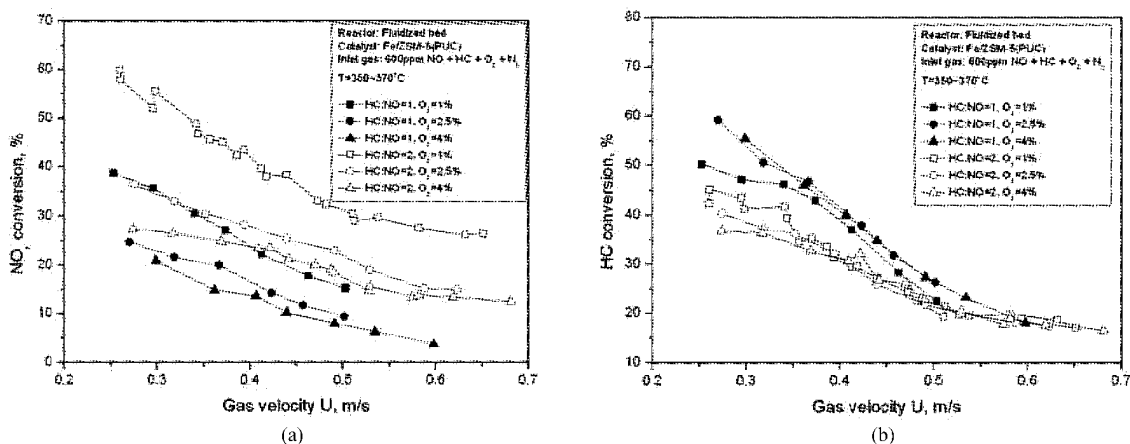 70
60
50
40
30
20
10
0
NOx conversion, %
Reactor: Fluidized bed
Catalyst: Fe/ZSM-5(PUC)
Inlet gas: 600ppm NO + HC + O2 + N2
T=350~370°C
HC:NO=1, O2=1%
HC:NO=1, O2=2.5%
HC:NO=1, O2=4%
HC:NO=2, O2=1%
HC:NO=2, O2=2.5%
HC:NO=2, O2=4%
0.2 0.3 0.4 0.5 0.6 0.7
Gas velocity U, m/s
(a)
80
70
60
50
40
30
20
10
HC conversion, %
Reactor: Fluidized bed
Catalyst: Fe/ZSM-5(PUC)
Inlet gas: 600ppm NO + HC + O2 + N2
T=350~370°C
HC:NO=1, O2=1%
HC:NO=1, O2=2.5%
HC:NO=1, O2=4%
HC:NO=2, O2=1%
HC:NO=2, O2=2.5%
HC:NO=2, O2=4%
0.2 0.3 0.4 0.5 0.6 0.7
Gas velocity U, m/s
(b)